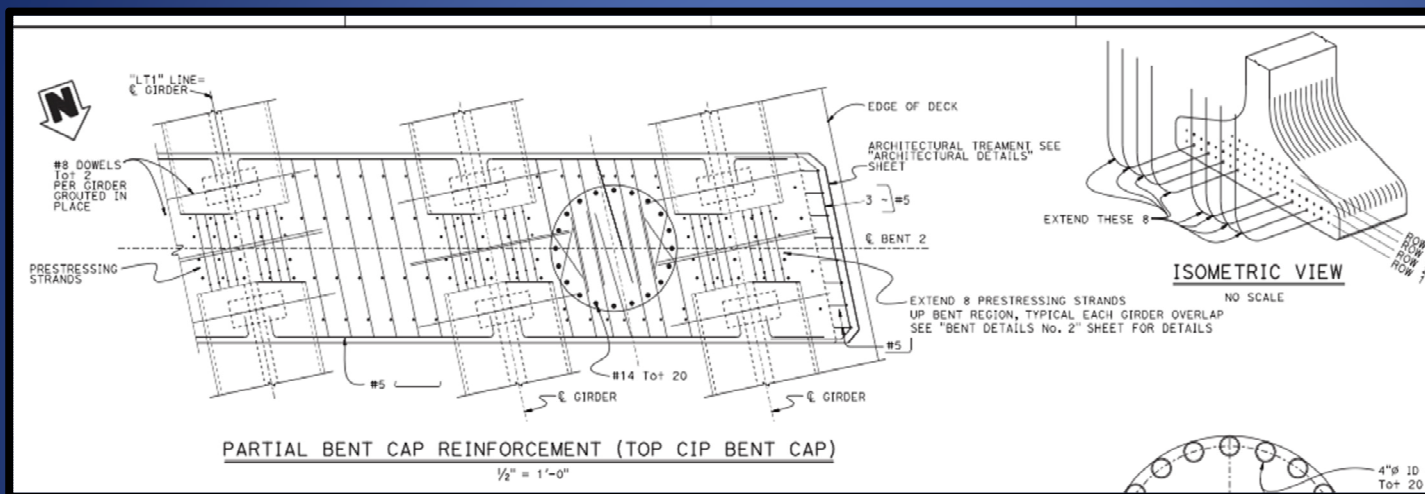 N
"LT1" LINE=
℄ GIRDER
#8 DOWELS
Tot 2
PER GIRDER
GROUTED IN
PLACE
PRESTRESSING
STRANDS
EDGE OF DECK
ARCHITECTURAL TREAMENT SEE
"ARCHITECTURAL DETAILS"
SHEET
3 ~ #5
℄ BENT 2
EXTEND 8 PRESTRESSING STRANDS
UP BENT REGION, TYPICAL EACH GIRDER OVERLAP
SEE "BENT DETAILS No. 2" SHEET FOR DETAILS
#5
#14 Tot 20
#5
℄ GIRDER
℄ GIRDER
PARTIAL BENT CAP REINFORCEMENT (TOP CIP BENT CAP)
½" = 1'-0"
EXTEND THESE 8
ROW
ROW
ROW
ROW
ISOMETRIC VIEW
NO SCALE
4"ø ID
Tot 20